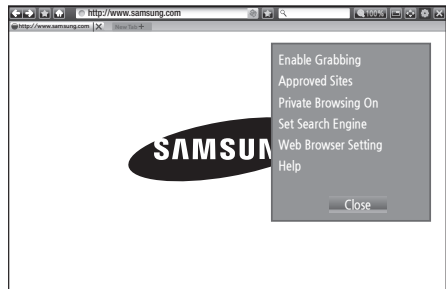 http://www.samsung.com
100%
http://www.samsung.com
New Tab +
Enable Grabbing
Approved Sites
Private Browsing On
SAMSUN
Set Search Engine
Web Browser Setting
Help
Close